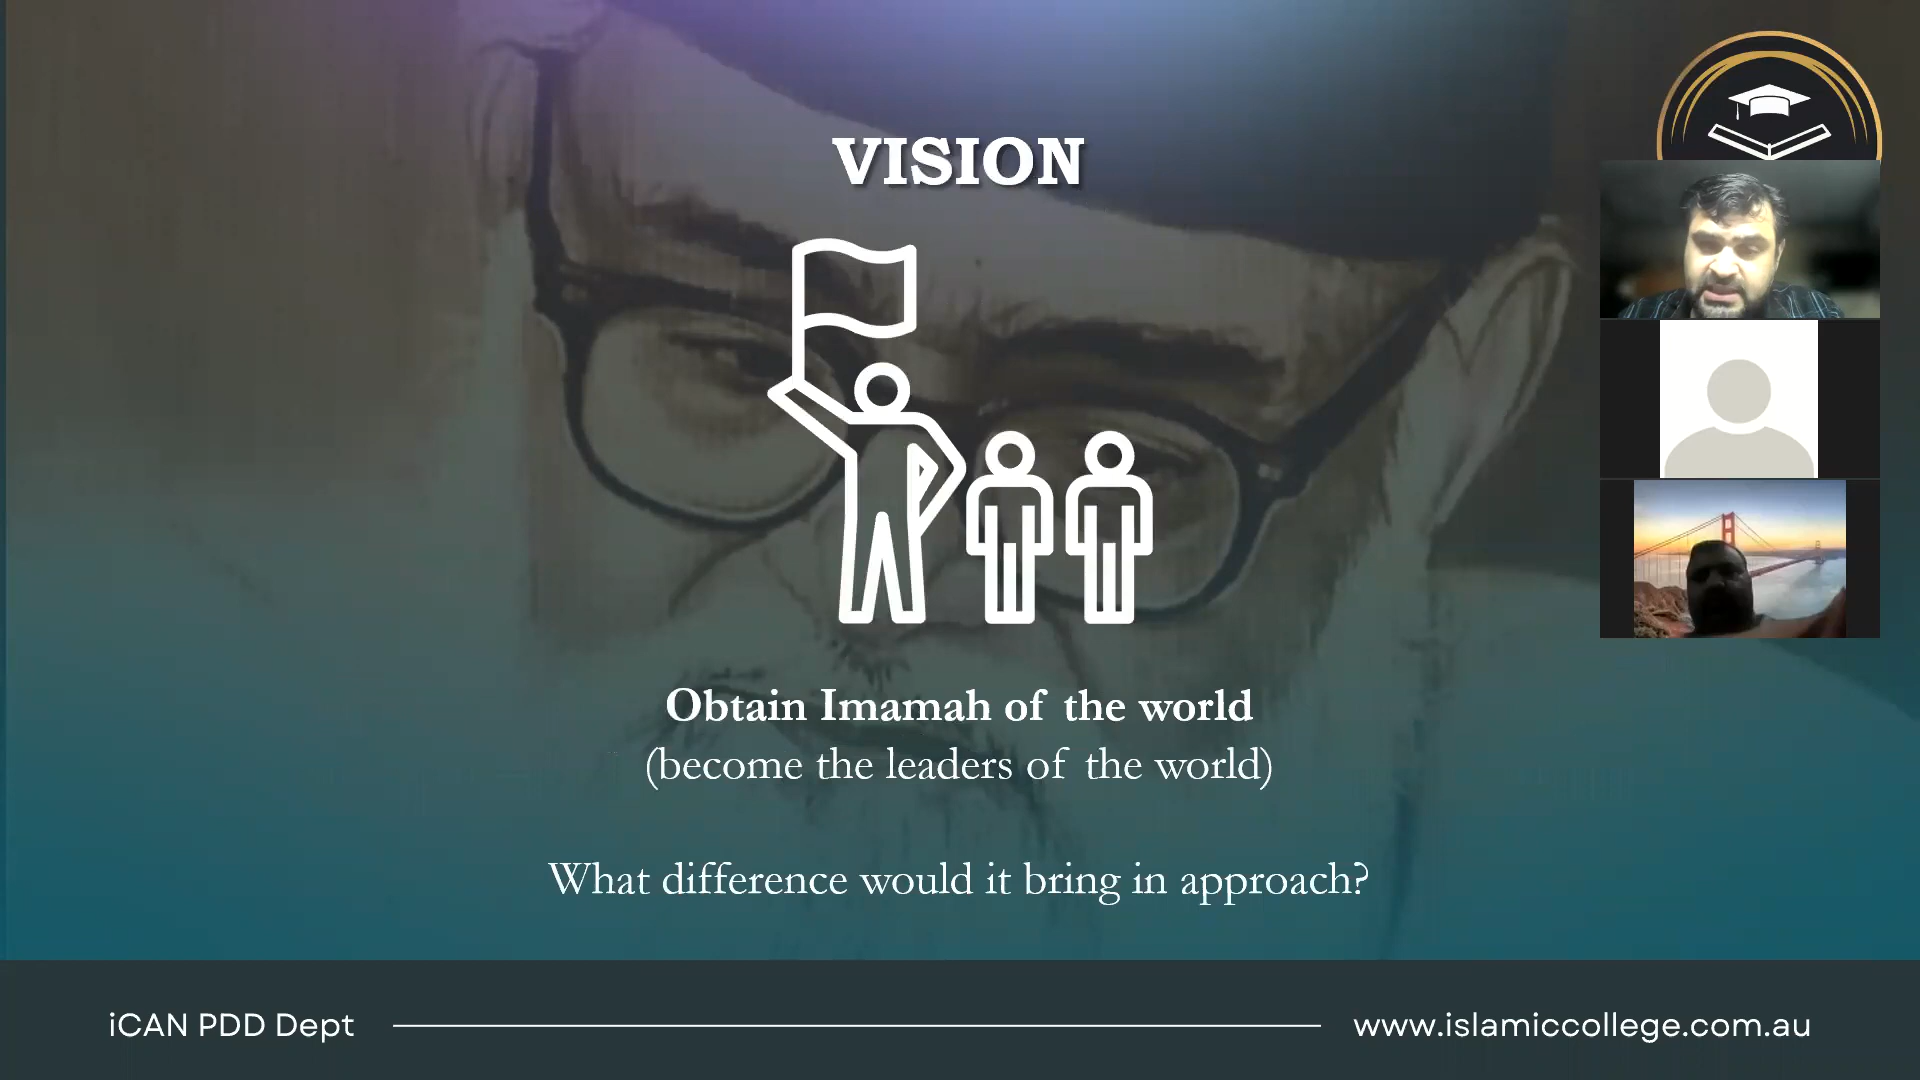 VISION
Obtain Imamah of the world
(become the leaders of the world)
What difference would it bring in approach?
iCAN PDD Dept
www.islamiccollege.com.au